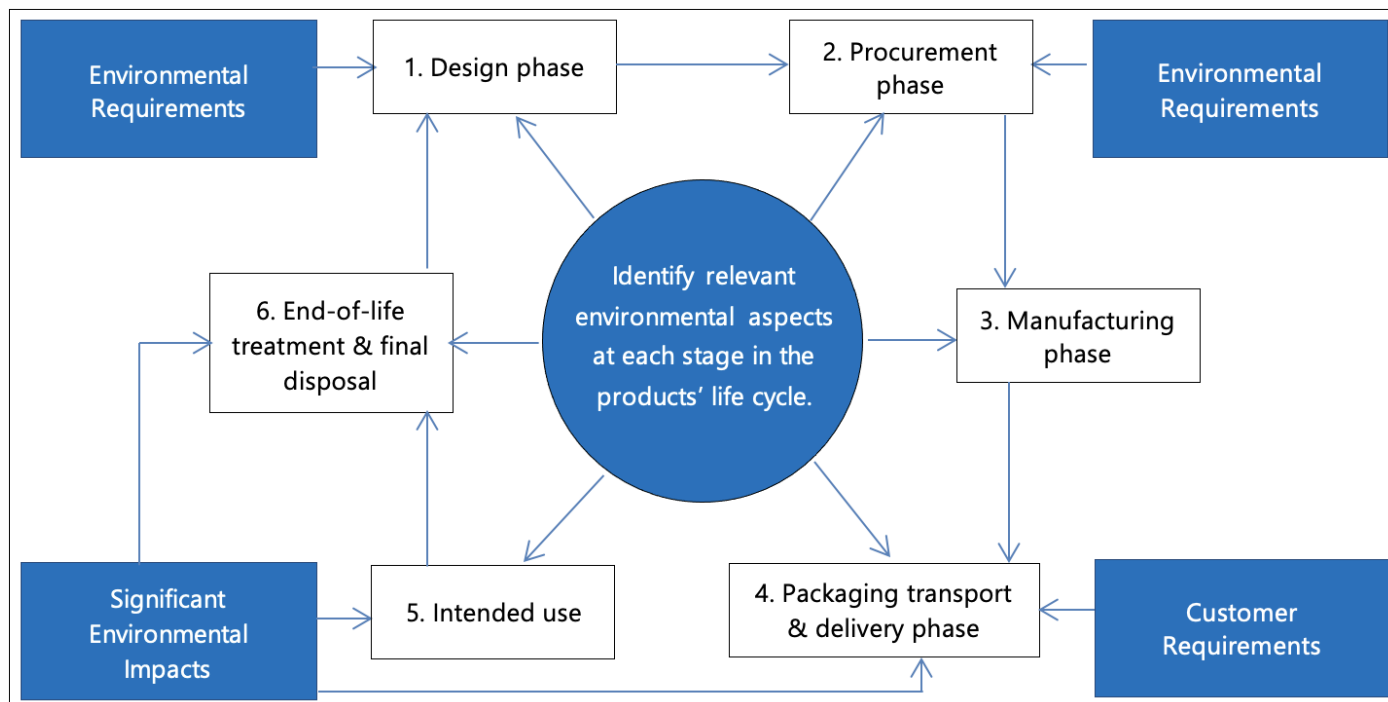 Environmental
Requirements
1. Design phase
2. Procurement
phase
Environmental
Requirements
Identify relevant
environmental aspects
at each stage in the
products’ life cycle.
6. End-of-life
treatment & final
disposal
3. Manufacturing
phase
Significant
Environmental
Impacts
5. Intended use
4. Packaging transport
& delivery phase
Customer
Requirements